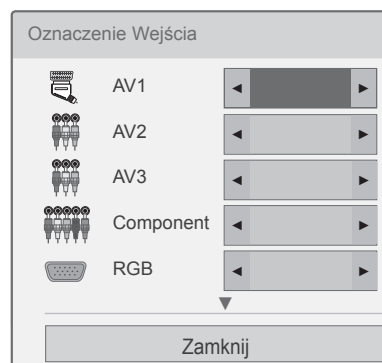 Oznaczenie Wejścia
AV1
AV2
AV3
Component
RGB
Zamknij